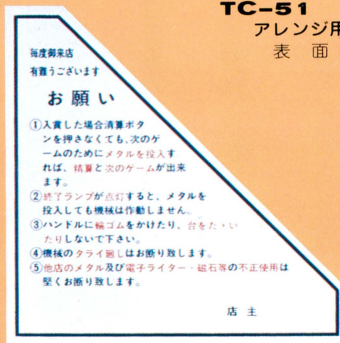 TC-51
アレンジ用
表面
毎度御来店
有難うございます
お願い
①入賞した場合清算ボタ
ンを押さなくても、次のゲ
ームのためにメタルを投入す
れば、精算と次のゲームが出来
ます。
②終了ランプが点灯すると、メタルを
投入しても機械は作動しません。
③ハンドルに輪ゴムをかけたり、台をたゝい
たりしないで下さい。
④機械のタライ廻しはお断り致します。
⑤他店のメタル及び電子ライター・磁石等の不正使用は
堅くお断り致します。
店主